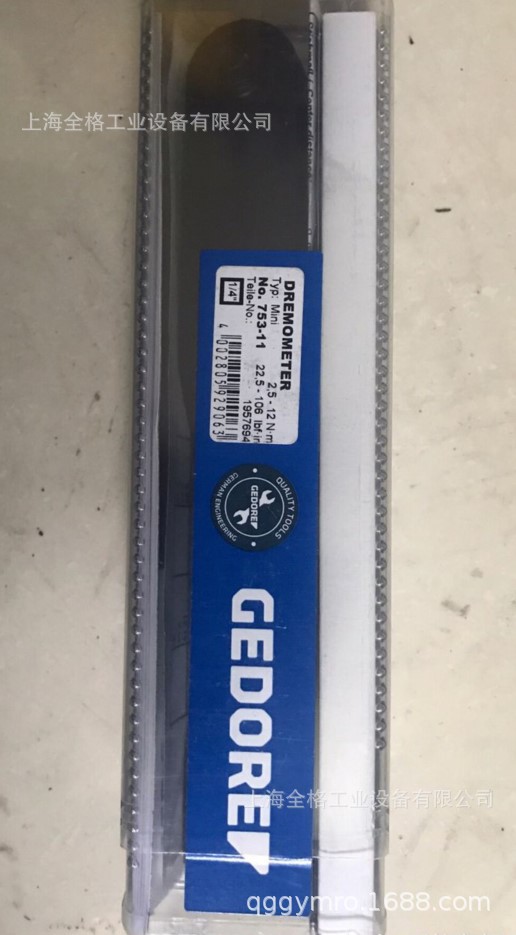 上海全格工业设备有限公司
DREMOMETER
Typ: Mini 2,5 - 12 N·m
No. 753-11 22,5 - 106 lbf·in
Teile-No.: 1957694
1/4"
4 002805 929063
QUALITY TOOLS
GEDORE
GERMAN ENGINEERING
GEDORE
上海全格工业设备有限公司
qggymro.1688.com